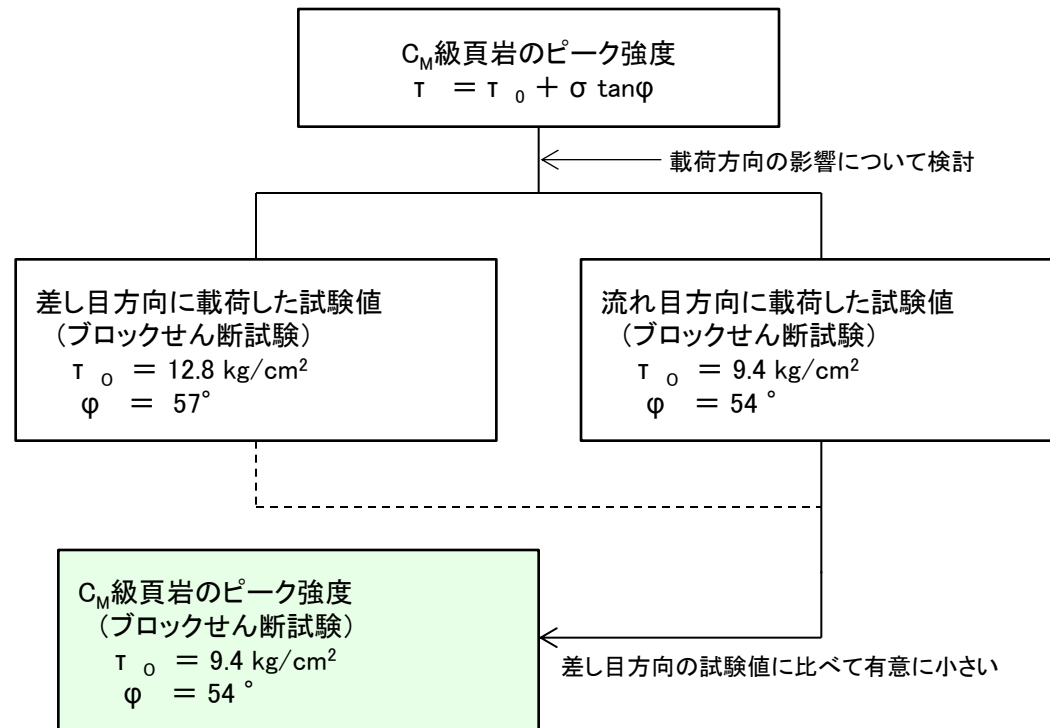 CM級頁岩のピーク強度
τ = τ0 + σ tanφ
載荷方向の影響について検討
差し目方向に載荷した試験値
(ブロックせん断試験)
τ0 = 12.8 kg/cm²
φ = 57°
流れ目方向に載荷した試験値
(ブロックせん断試験)
τ0 = 9.4 kg/cm²
φ = 54 °
CM級頁岩のピーク強度
(ブロックせん断試験)
τ0 = 9.4 kg/cm²
φ = 54 °
差し目方向の試験値に比べて有意に小さい